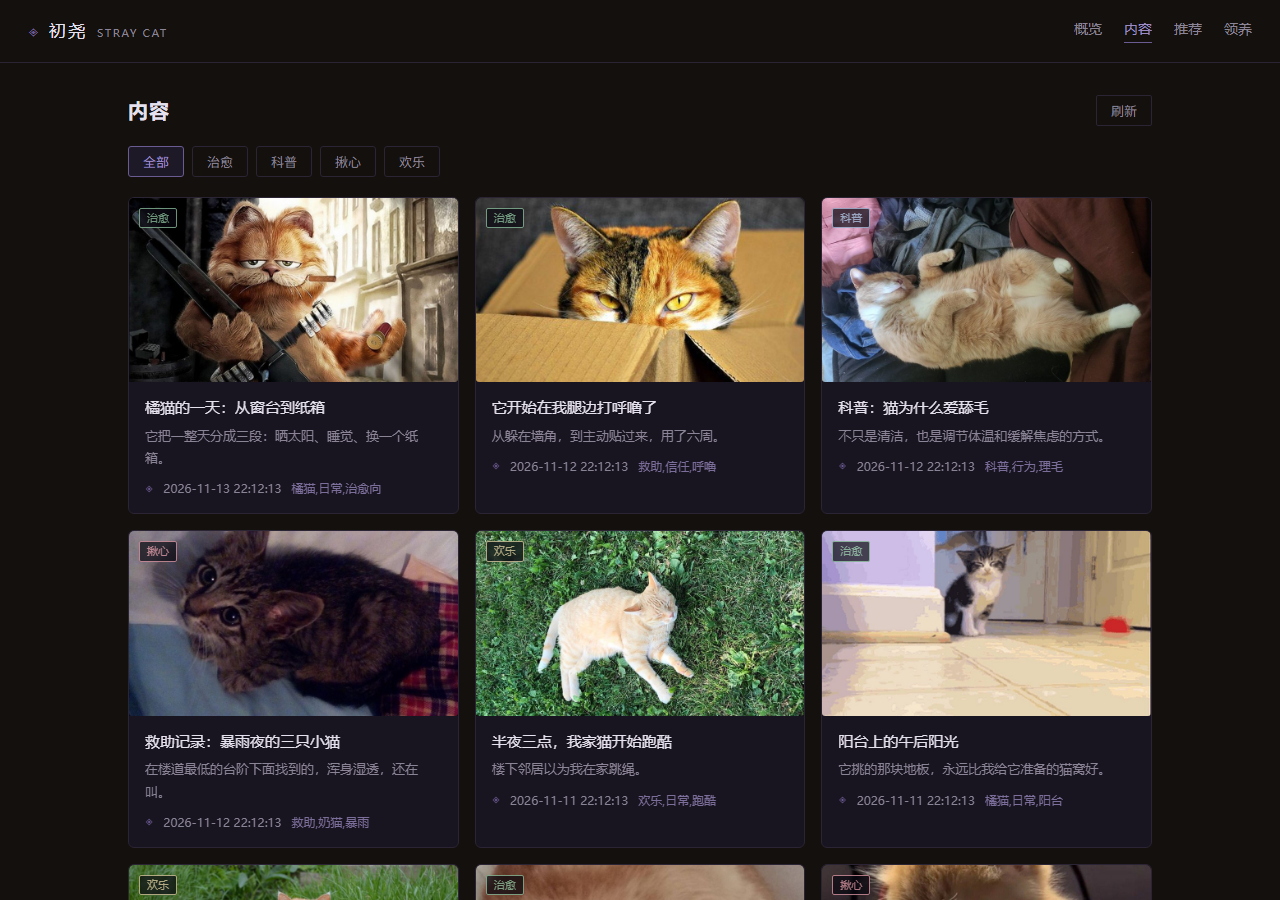 初尧 STRAY CAT
概览 内容 推荐 领养
内容
刷新
全部 治愈 科普 揪心 欢乐
治愈
橘猫的一天：从窗台到纸箱
它把一整天分成三段：晒太阳、睡觉、换一个纸
箱。
2026-11-13 22:12:13 橘猫,日常,治愈向
治愈
它开始在我腿边打呼噜了
从躲在墙角，到主动贴过来，用了六周。
2026-11-12 22:12:13 救助,信任,呼噜
科普
科普：猫为什么爱舔毛
不只是清洁，也是调节体温和缓解焦虑的方式。
2026-11-12 22:12:13 科普,行为,理毛
揪心
救助记录：暴雨夜的三只小猫
在楼道最低的台阶下面找到的，浑身湿透，还在
叫。
2026-11-12 22:12:13 救助,奶猫,暴雨
欢乐
半夜三点，我家猫开始跑酷
楼下邻居以为我在家跳绳。
2026-11-11 22:12:13 欢乐,日常,跑酷
治愈
阳台上的午后阳光
它挑的那块地板，永远比我给它准备的猫窝好。
2026-11-11 22:12:13 橘猫,日常,阳台
欢乐
治愈
揪心